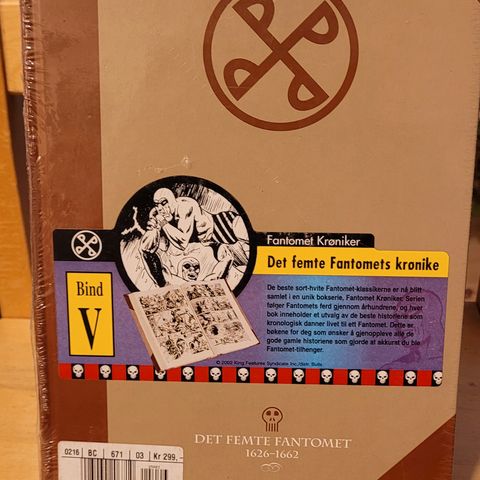 Fantomet Krøniker
Det femte Fantomets krønike
Bind
V
De beste sort-hvite Fantomet-klassikerne er nå blitt
samlet i en unik bokserie, Fantomet Krøniker. Serien
følger Fantomets ferd gjennom århundrene, og hver
bok inneholder et utvalg av de beste historiene som
kronologisk danner livet til ett Fantomet. Dette er
bøkene for deg som ønsker å gjenoppleve alle de
gode gamle historiene som gjorde at akkurat du ble
Fantomet-tilhenger.
© 2002 King Features Syndicate Inc./distr. Bulls
DET FEMTE FANTOMET
1626–1662
0216 BC 671 03 Kr 299,–